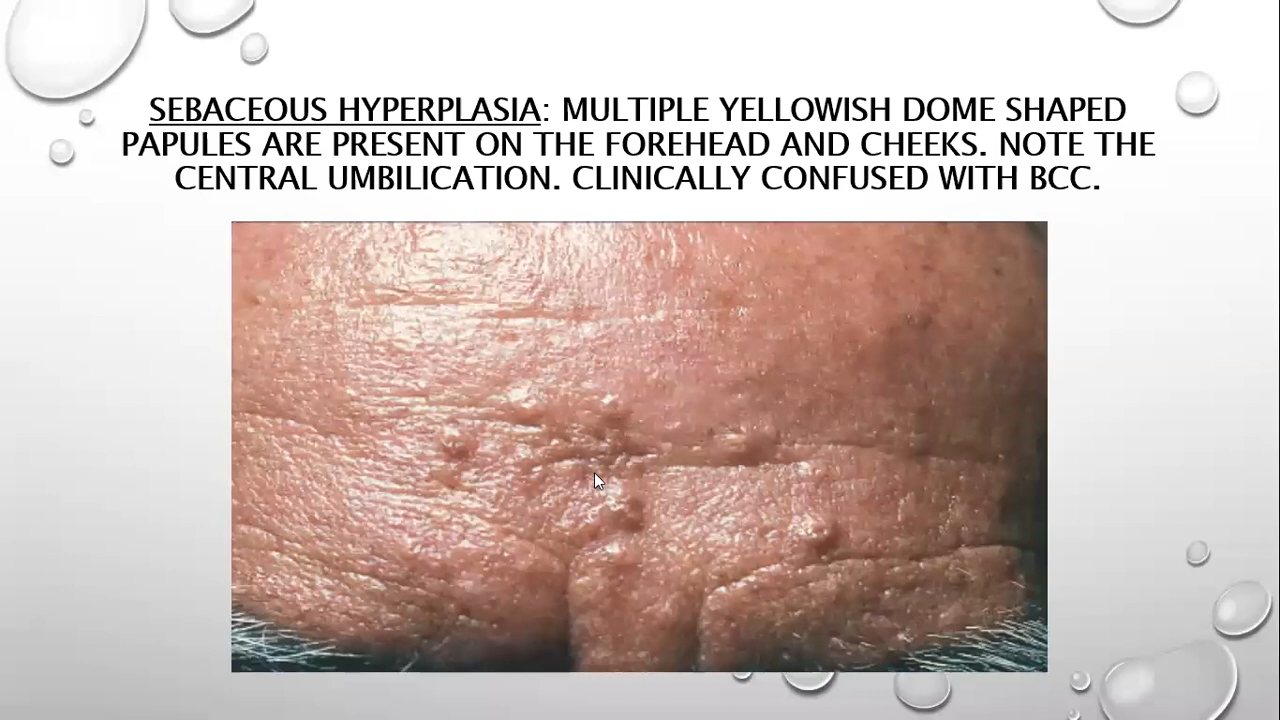 SEBACEOUS HYPERPLASIA: MULTIPLE YELLOWISH DOME SHAPED
PAPULES ARE PRESENT ON THE FOREHEAD AND CHEEKS. NOTE THE
CENTRAL UMBILICATION. CLINICALLY CONFUSED WITH BCC.